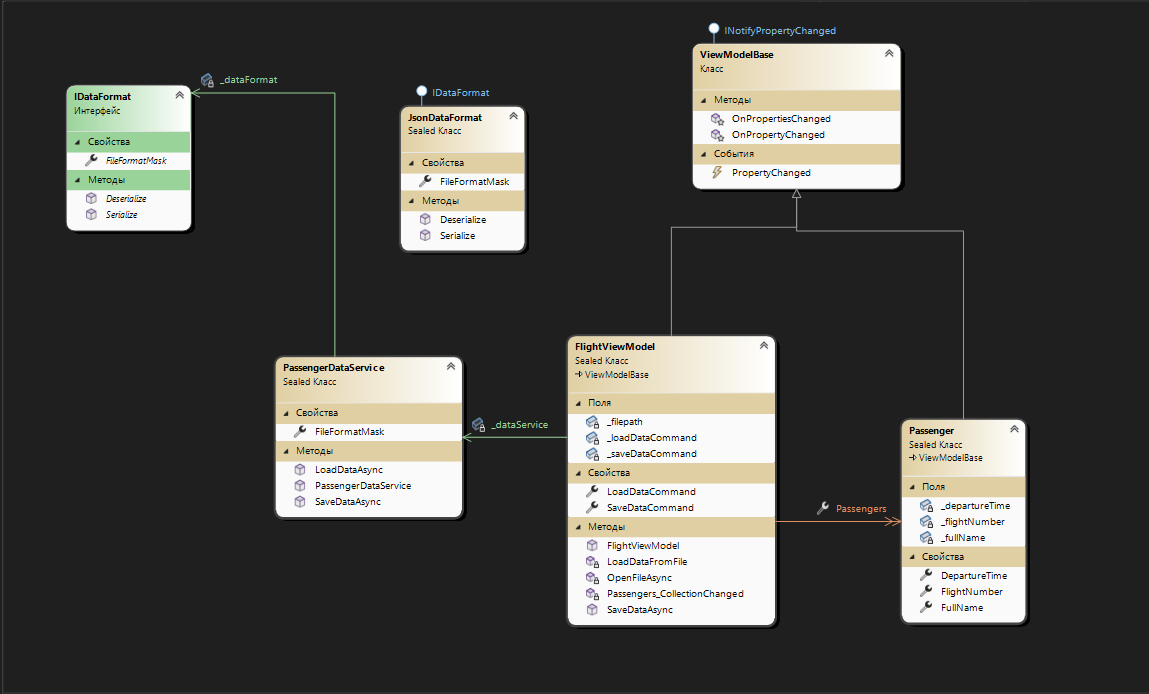 _dataFormat
IDataFormat
Интерфейс
Свойства
FileFormatMask
Методы
Deserialize
Serialize
IDataFormat
JsonDataFormat
Sealed Класс
Свойства
FileFormatMask
Методы
Deserialize
Serialize
INotifyPropertyChanged
ViewModelBase
Класс
Методы
OnPropertiesChanged
OnPropertyChanged
События
PropertyChanged
PassengerDataService
Sealed Класс
Свойства
FileFormatMask
Методы
LoadDataAsync
PassengerDataService
SaveDataAsync
_dataService
FlightViewModel
Sealed Класс
ViewModelBase
Поля
_filepath
_loadDataCommand
_saveDataCommand
Свойства
LoadDataCommand
SaveDataCommand
Методы
FlightViewModel
LoadDataFromFile
OpenFileAsync
Passengers_CollectionChanged
SaveDataAsync
Passengers
Passenger
Sealed Класс
ViewModelBase
Поля
_departureTime
_flightNumber
_fullName
Свойства
DepartureTime
FlightNumber
FullName